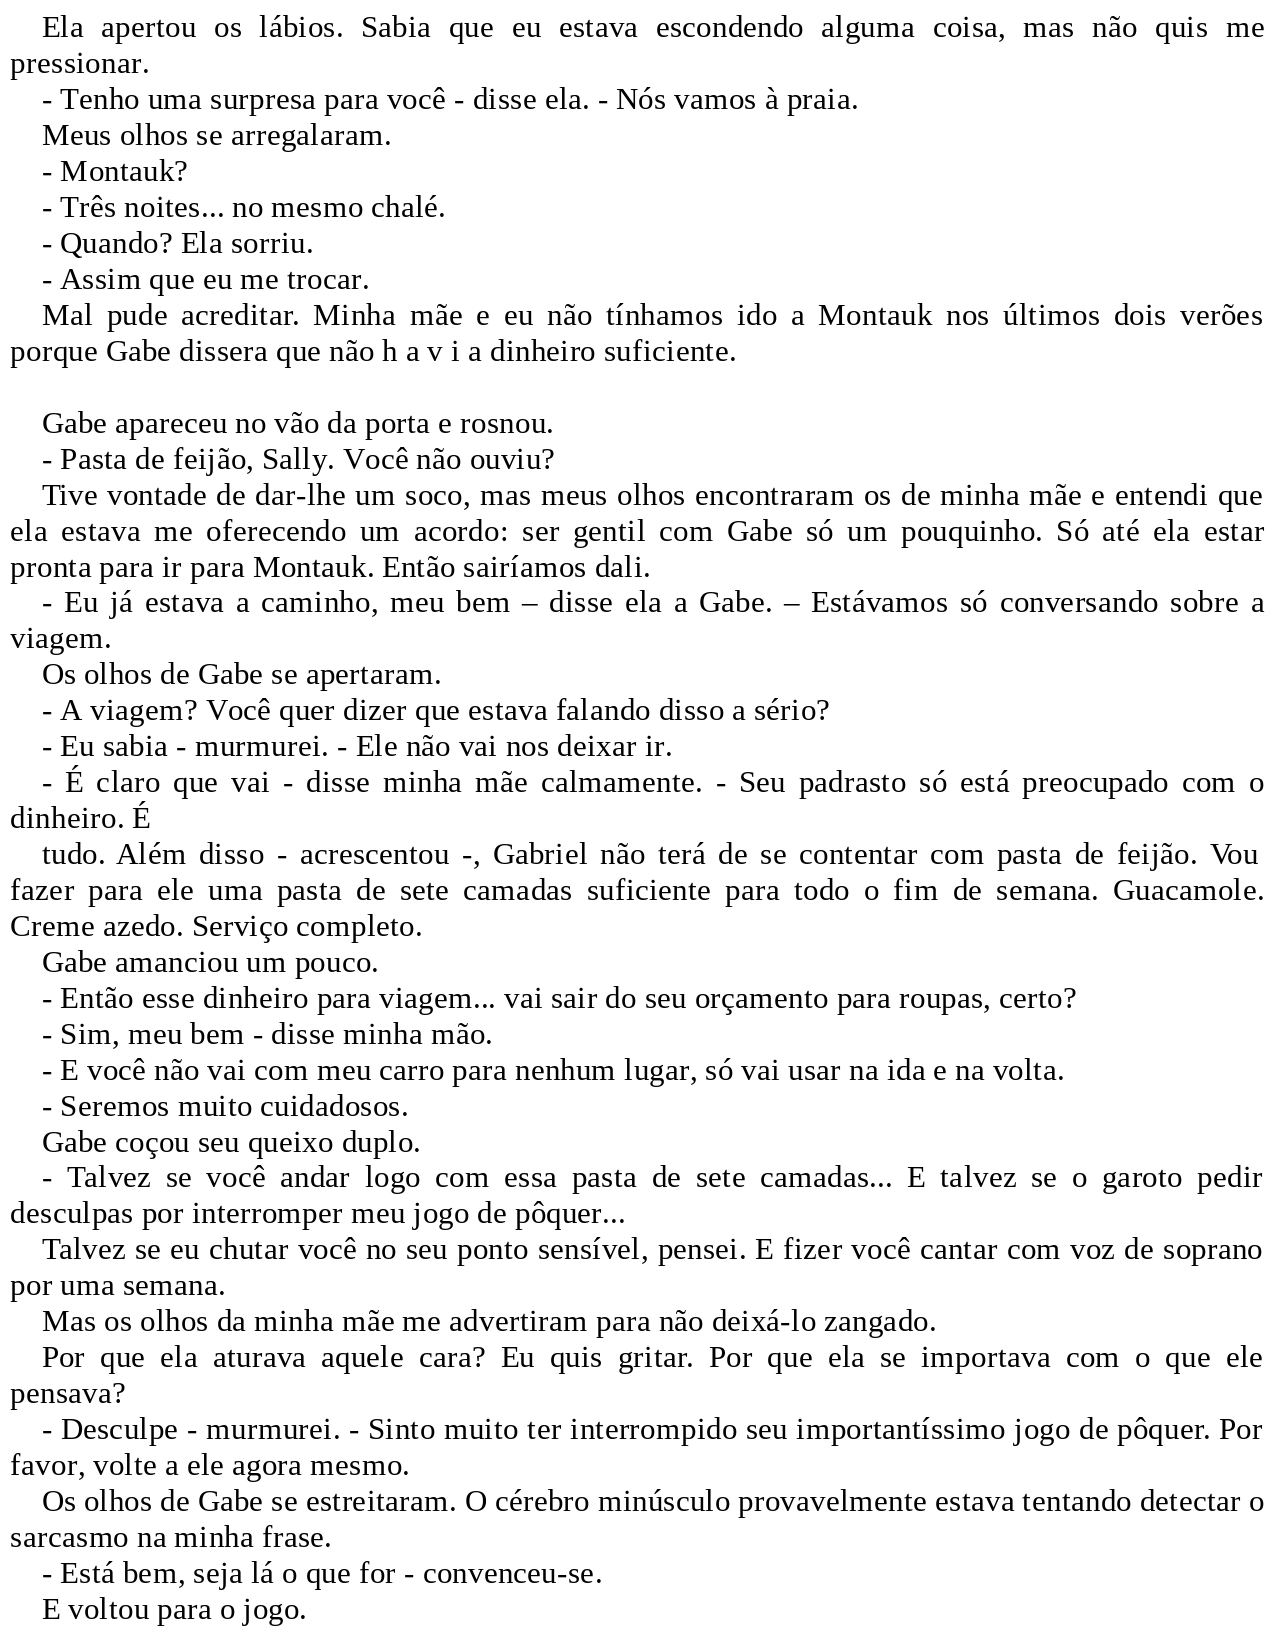 Ela apertou os lábios. Sabia que eu estava escondendo alguma coisa, mas não quis me
pressionar.
- Tenho uma surpresa para você - disse ela. - Nós vamos à praia.
Meus olhos se arregalaram.
- Montauk?
- Três noites... no mesmo chalé.
- Quando? Ela sorriu.
- Assim que eu me trocar.
Mal pude acreditar. Minha mãe e eu não tínhamos ido a Montauk nos últimos dois verões
porque Gabe dissera que não h a v i a dinheiro suficiente.
Gabe apareceu no vão da porta e rosnou.
- Pasta de feijão, Sally. Você não ouviu?
Tive vontade de dar-lhe um soco, mas meus olhos encontraram os de minha mãe e entendi que
ela estava me oferecendo um acordo: ser gentil com Gabe só um pouquinho. Só até ela estar
pronta para ir para Montauk. Então sairíamos dali.
- Eu já estava a caminho, meu bem – disse ela a Gabe. – Estávamos só conversando sobre a
viagem.
Os olhos de Gabe se apertaram.
- A viagem? Você quer dizer que estava falando disso a sério?
- Eu sabia - murmurei. - Ele não vai nos deixar ir.
- É claro que vai - disse minha mãe calmamente. - Seu padrasto só está preocupado com o
dinheiro. É
tudo. Além disso - acrescentou -, Gabriel não terá de se contentar com pasta de feijão. Vou
fazer para ele uma pasta de sete camadas suficiente para todo o fim de semana. Guacamole.
Creme azedo. Serviço completo.
Gabe amanciou um pouco.
- Então esse dinheiro para viagem... vai sair do seu orçamento para roupas, certo?
- Sim, meu bem - disse minha mão.
- E você não vai com meu carro para nenhum lugar, só vai usar na ida e na volta.
- Seremos muito cuidadosos.
Gabe coçou seu queixo duplo.
- Talvez se você andar logo com essa pasta de sete camadas... E talvez se o garoto pedir
desculpas por interromper meu jogo de pôquer...
Talvez se eu chutar você no seu ponto sensível, pensei. E fizer você cantar com voz de soprano
por uma semana.
Mas os olhos da minha mãe me advertiram para não deixá-lo zangado.
Por que ela aturava aquele cara? Eu quis gritar. Por que ela se importava com o que ele
pensava?
- Desculpe - murmurei. - Sinto muito ter interrompido seu importantíssimo jogo de pôquer. Por
favor, volte a ele agora mesmo.
Os olhos de Gabe se estreitaram. O cérebro minúsculo provavelmente estava tentando detectar o
sarcasmo na minha frase.
- Está bem, seja lá o que for - convenceu-se.
E voltou para o jogo.